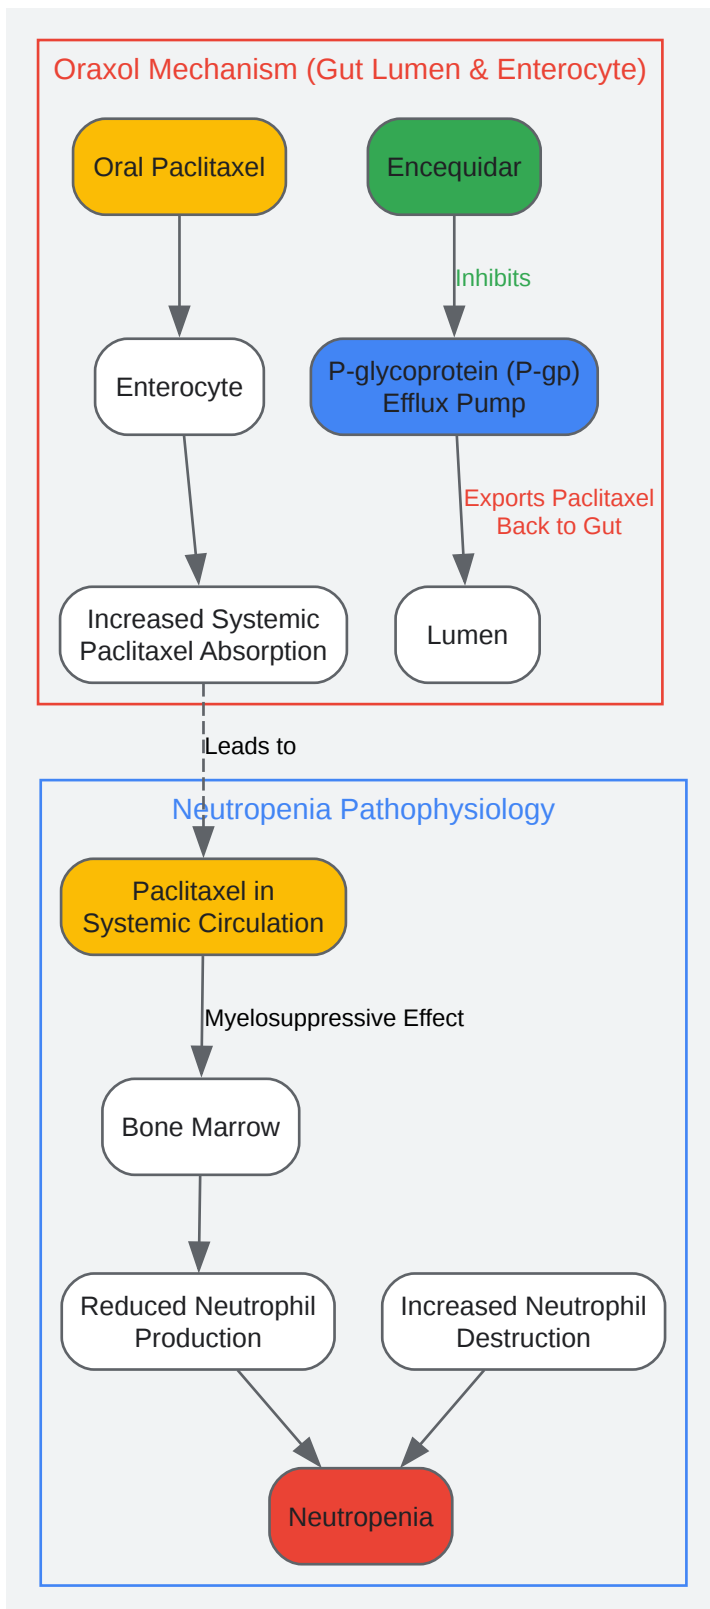 Oraxol Mechanism (Gut Lumen & Enterocyte)
Oral Paclitaxel
Encequidar
Inhibits
Enterocyte
P-glycoprotein (P-gp)
Efflux Pump
Exports Paclitaxel
Back to Gut
Increased Systemic
Paclitaxel Absorption
Lumen
Leads to
Neutropenia Pathophysiology
Paclitaxel in
Systemic Circulation
Myelosuppressive Effect
Bone Marrow
Reduced Neutrophil
Production
Increased Neutrophil
Destruction
Neutropenia